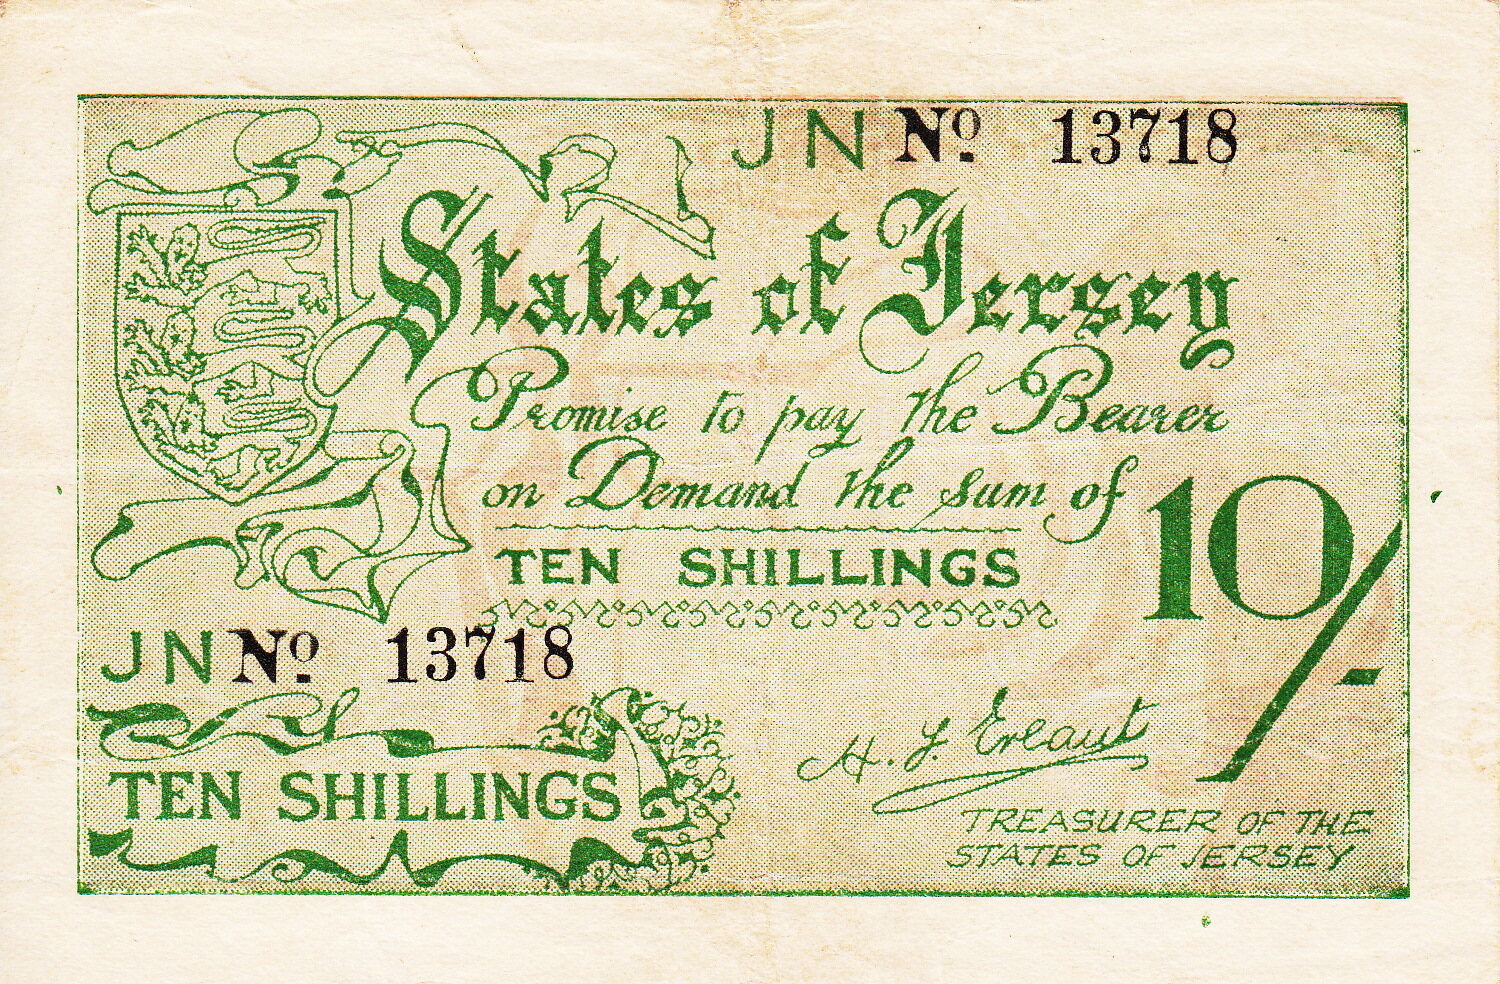 JN Nº 13718
States of Jersey
Promise to pay the Bearer
on Demand the sum of
10/-
TEN SHILLINGS
JN Nº 13718
TEN SHILLINGS
H. F. Ereaut
TREASURER OF THE
STATES OF JERSEY